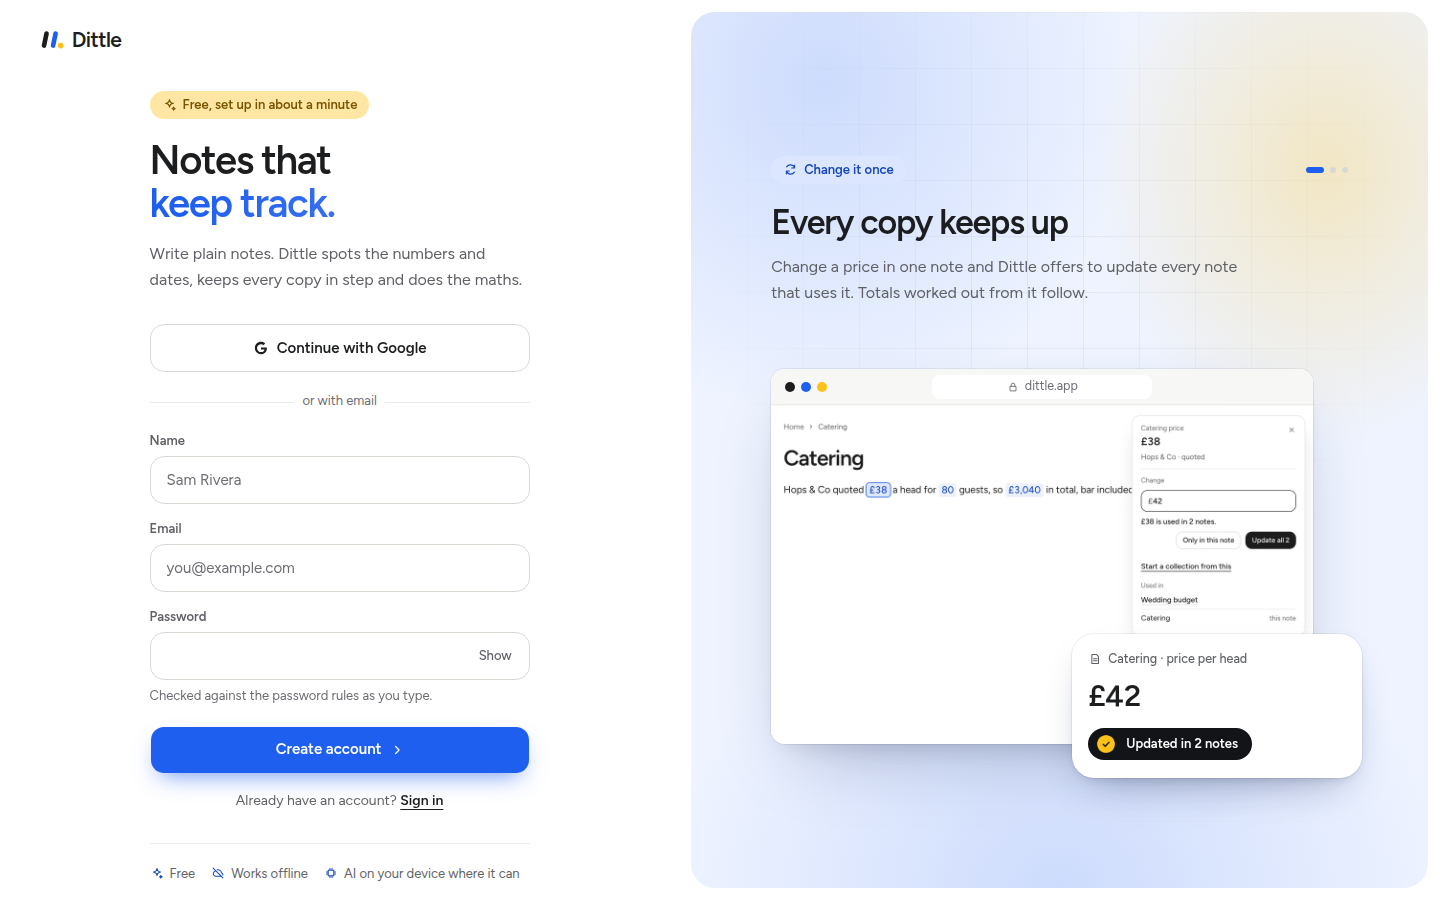 Dittle
Free, set up in about a minute
Notes that
keep track.
Write plain notes. Dittle spots the numbers and
dates, keeps every copy in step and does the maths.
Continue with Google
or with email
Name
Sam Rivera
Email
you@example.com
Password
Show
Checked against the password rules as you type.
Create account
Already have an account? Sign in
Free
Works offline
AI on your device where it can
Change it once
Every copy keeps up
Change a price in one note and Dittle offers to update every note
that uses it. Totals worked out from it follow.
dittle.app
Home › Catering
Catering
Hops & Co quoted £38 a head for 80 guests, so £3,040 in total, bar included
Catering price
£38
Hops & Co · quoted
Change
£42
£38 is used in 2 notes.
Only in this note
Update all 2
Start a collection from this
Used in
Wedding budget
Catering this note
Catering · price per head
£42
Updated in 2 notes